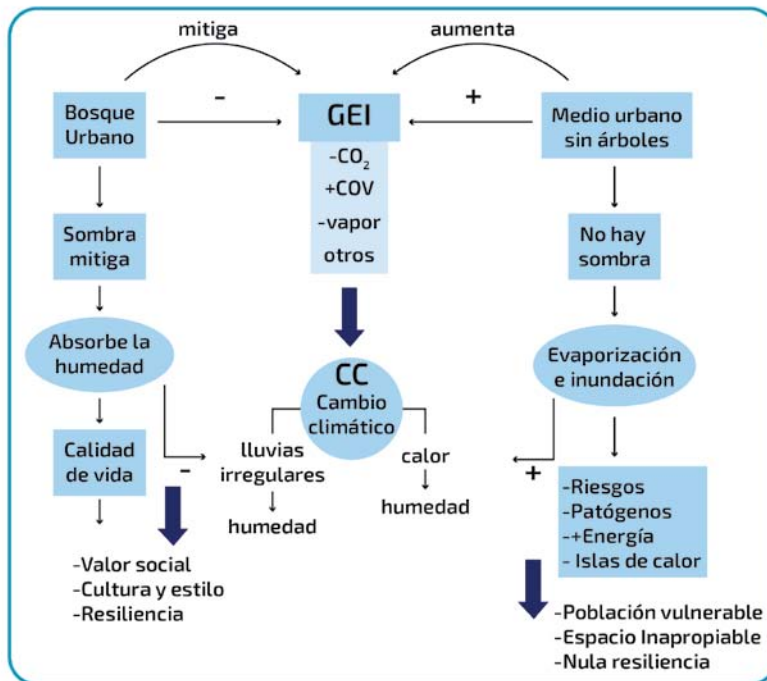 mitiga
aumenta
Bosque
Urbano
-
GEI
+
Medio urbano
sin árboles
-CO₂
+COV
-vapor
otros
Sombra
mitiga
No hay
sombra
Absorbe la
humedad
CC
Cambio
climático
Evaporización
e inundación
Calidad
de vida
-
lluvias
irregulares
humedad
calor
humedad
+
-Riesgos
-Patógenos
-+Energía
- Islas de calor
-Valor social
-Cultura y estilo
-Resiliencia
-Población vulnerable
-Espacio Inapropiable
-Nula resiliencia